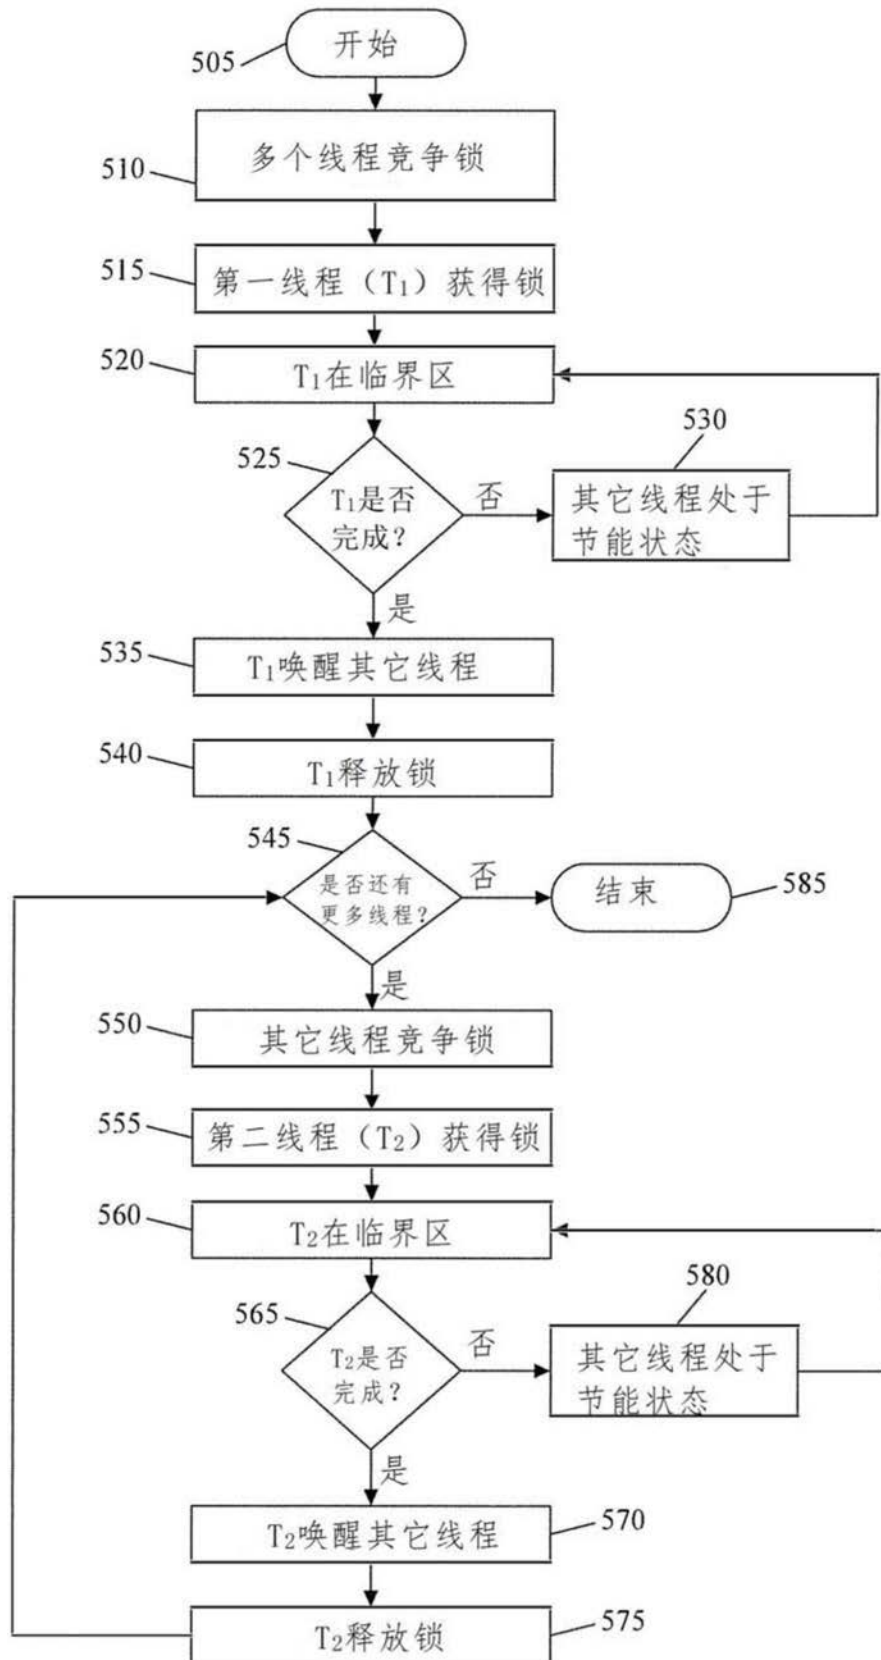 开始
505
多个线程竞争锁
510
第一线程（T₁）获得锁
515
T₁在临界区
520
525
T₁是否
完成？
否
530
其它线程处于
节能状态
是
T₁唤醒其它线程
535
T₁释放锁
540
545
是否还有
更多线程？
否
结束
585
是
其它线程竞争锁
550
第二线程（T₂）获得锁
555
T₂在临界区
560
565
T₂是否
完成？
否
580
其它线程处于
节能状态
是
T₂唤醒其它线程
570
T₂释放锁
575